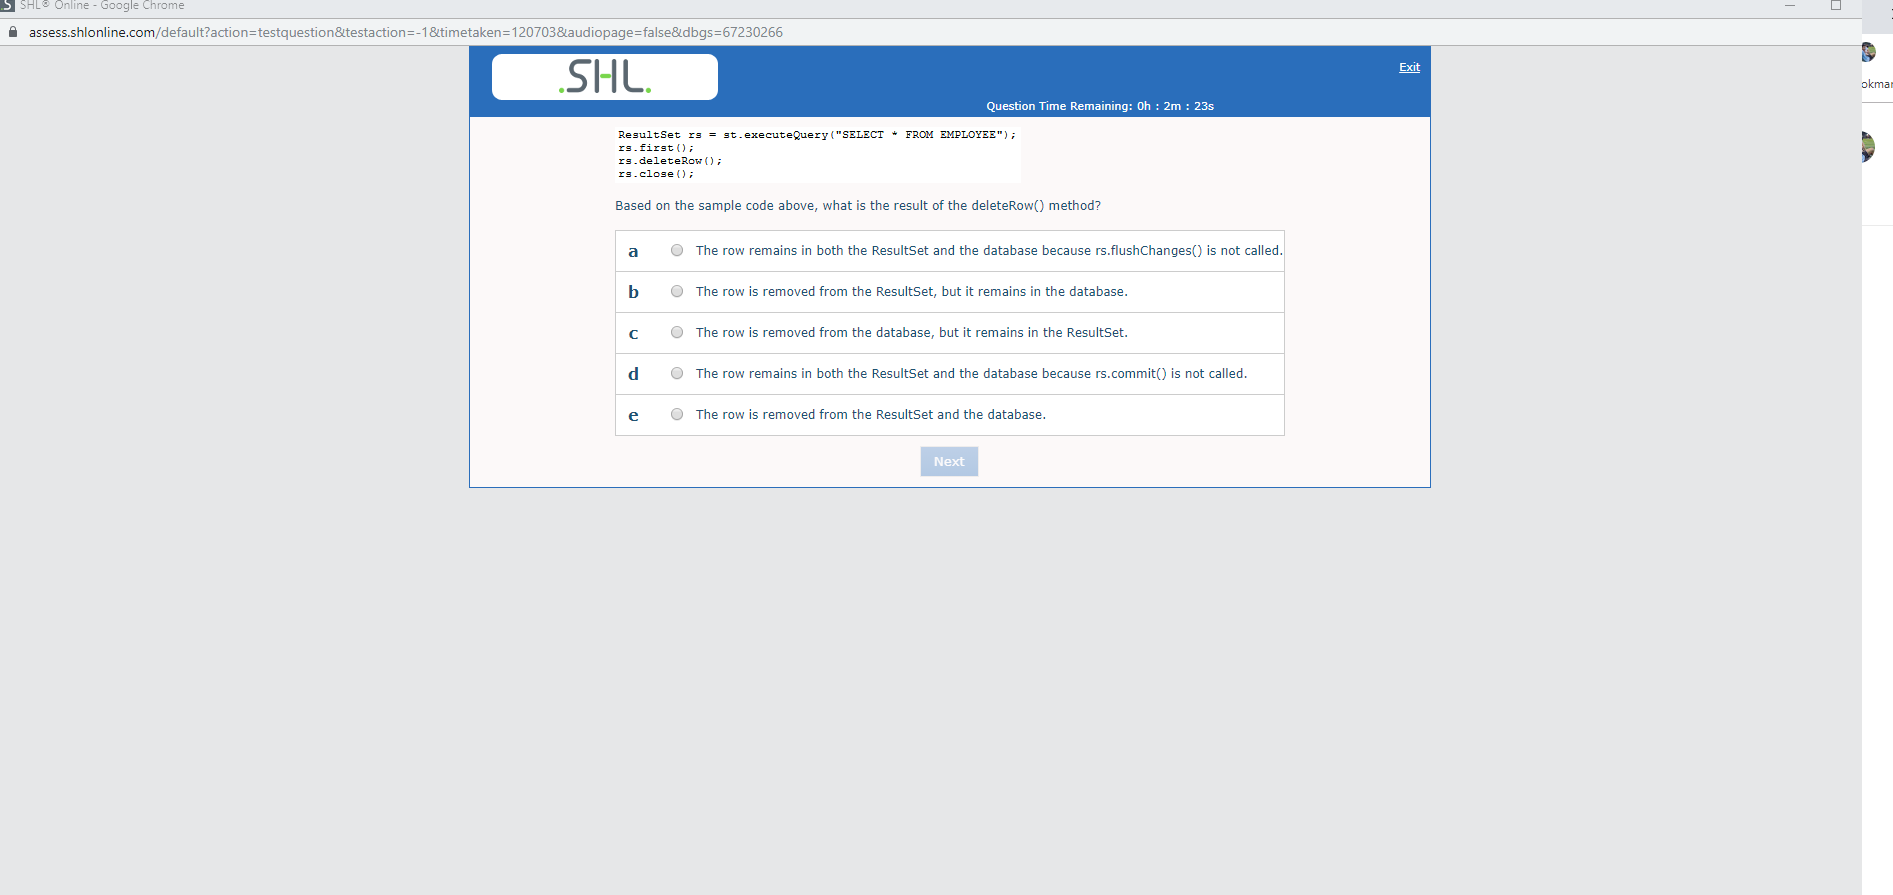 SHL® Online - Google Chrome
assess.shlonline.com/default?action=testquestion&testaction=-1&timetaken=120703&audiopage=false&dbgs=67230266
SHL
Exit
Question Time Remaining: 0h : 2m : 23s
ResultSet rs = st.executeQuery("SELECT * FROM EMPLOYEE");
rs.first();
rs.deleteRow();
rs.close();
Based on the sample code above, what is the result of the deleteRow() method?
a The row remains in both the ResultSet and the database because rs.flushChanges() is not called.
b The row is removed from the ResultSet, but it remains in the database.
c The row is removed from the database, but it remains in the ResultSet.
d The row remains in both the ResultSet and the database because rs.commit() is not called.
e The row is removed from the ResultSet and the database.
Next